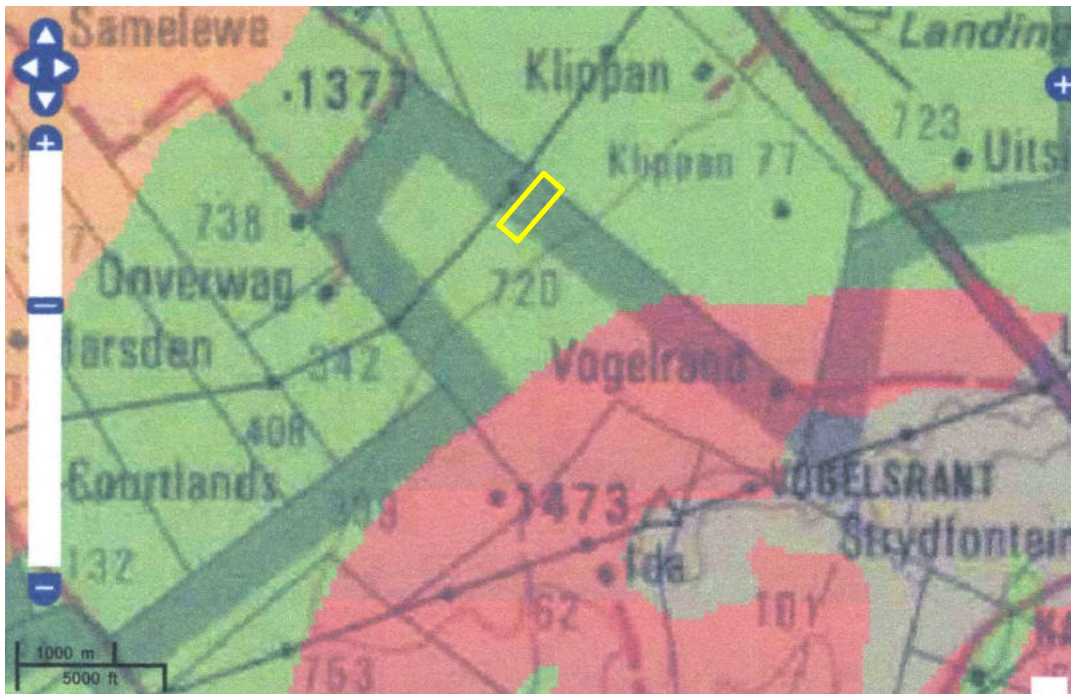 Samelewe
Landing
.1377
Klippan
723
Uits
Klippan 77
738
Onverwag
720
Marsden
342
Vogelrand
408
Courtlands
1473
VOGELSRANT
Strydfontein
132
Ida
762
101
753
1000 m
5000 ft